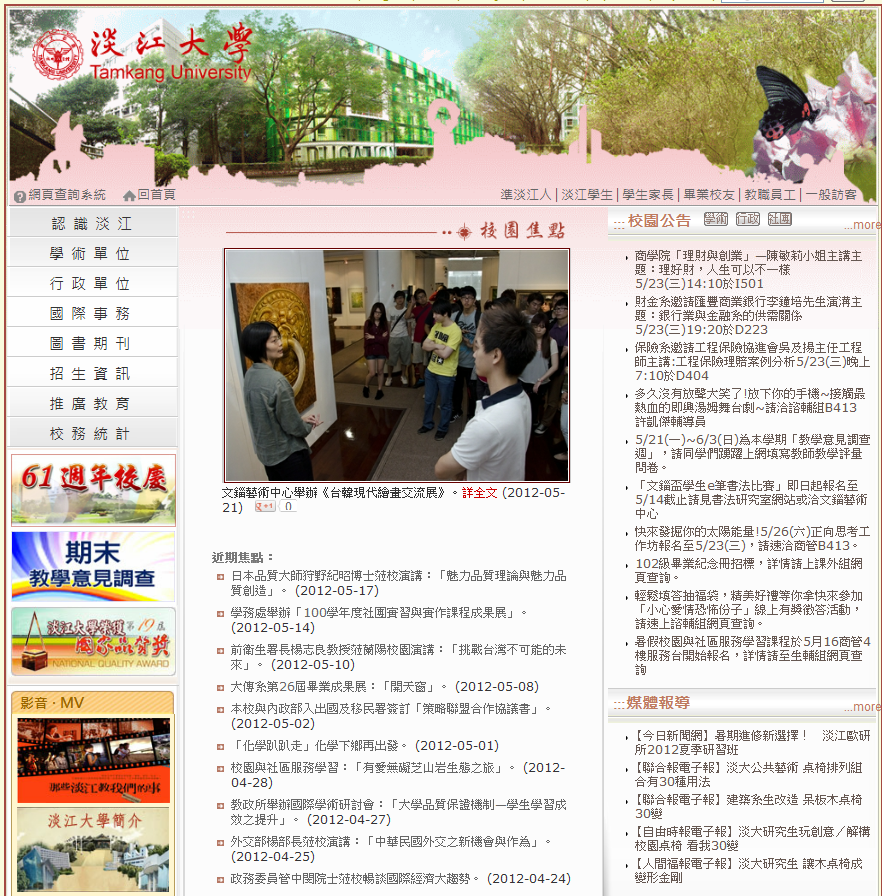 淡江大學
Tamkang University
網頁查詢系統 回首頁
準淡江人 | 淡江學生 | 學生家長 | 畢業校友 | 教職員工 | 一般訪客
認識淡江
學術單位
行政單位
國際事務
圖書期刊
招生資訊
推廣教育
校務統計
61週年校慶
期末
教學意見調查
淡江大學榮獲第19屆
國家品質獎
NATIONAL QUALITY AWARD
影音‧MV
那些淡江教我們的事
淡江大學簡介
校園焦點
文錙藝術中心舉辦《台韓現代繪畫交流展》。詳全文 (2012-05-
21) +1 0
近期焦點：
日本品質大師狩野紀昭博士蒞校演講：「魅力品質理論與魅力品
質創造」。 (2012-05-17)
學務處舉辦「100學年度社團實習與實作課程成果展」。
(2012-05-14)
前衛生署長楊志良教授蒞蘭陽校園演講：「挑戰台灣不可能的未
來」。 (2012-05-10)
大傳系第26屆畢業成果展：「開天窗」。 (2012-05-08)
本校與內政部入出國及移民署簽訂「策略聯盟合作協議書」。
(2012-05-02)
「化學趴趴走」化學下鄉再出發。 (2012-05-01)
校園與社區服務學習：「有愛無礙芝山岩生態之旅」。 (2012-
04-28)
教政所舉辦國際學術研討會：「大學品質保證機制—學生學習成
效之提升」。 (2012-04-27)
外交部楊部長蒞校演講：「中華民國外交之新機會與作為」。
(2012-04-25)
政務委員管中閔院士蒞校暢談國際經濟大趨勢。 (2012-04-24)
:::校園公告 學術 行政 社團 ...more
商學院「理財與創業」—陳敏莉小姐主講主
題：理好財，人生可以不一樣
5/23(三)14:10於I501
財金系邀請匯豐商業銀行李鐘培先生演溝主
題：銀行業與金融系的供需關係
5/23(三)19:20於D223
保險系邀請工程保險協進會吳及揚主任工程
師主講:工程保險理賠案例分析5/23(三)晚上
7:10於D404
多久沒有放聲大笑了!放下你的手機~接觸最
熱血的即興湯姆舞台劇~請洽諮輔組B413
許凱傑輔導員
5/21(一)~6/3(日)為本學期「教學意見調查
週」，請同學們踴躍上網填寫教師教學評量
問卷。
「文錙盃學生e筆書法比賽」即日起報名至
5/14截止請見書法研究室網站或洽文錙藝術
中心
快來發掘你的太陽能量!5/26(六)正向思考工
作坊報名至5/23(三)，請速洽商管B413。
102級畢業紀念冊招標，詳情請上課外組網
頁查詢。
輕鬆填答抽福袋，精美好禮等你拿快來參加
「小心愛情恐怖份子」線上有獎徵答活動，
請速上諮輔組網頁查詢。
暑假校園與社區服務學習課程於5月16商管4
樓服務台開始報名，詳情請至生輔組網頁查
詢
:::媒體報導 ...more
【今日新聞網】暑期進修新選擇！ 淡江歐研
所2012夏季研習班
【聯合報電子報】淡大公共藝術 桌椅排列組
合有30種用法
【聯合報電子報】建築系生改造 呆板木桌椅
30變
【自由時報電子報】淡大研究生玩創意／解構
校園桌椅 看我30變
【人間福報電子報】淡大研究生 讓木桌椅成
變形金剛